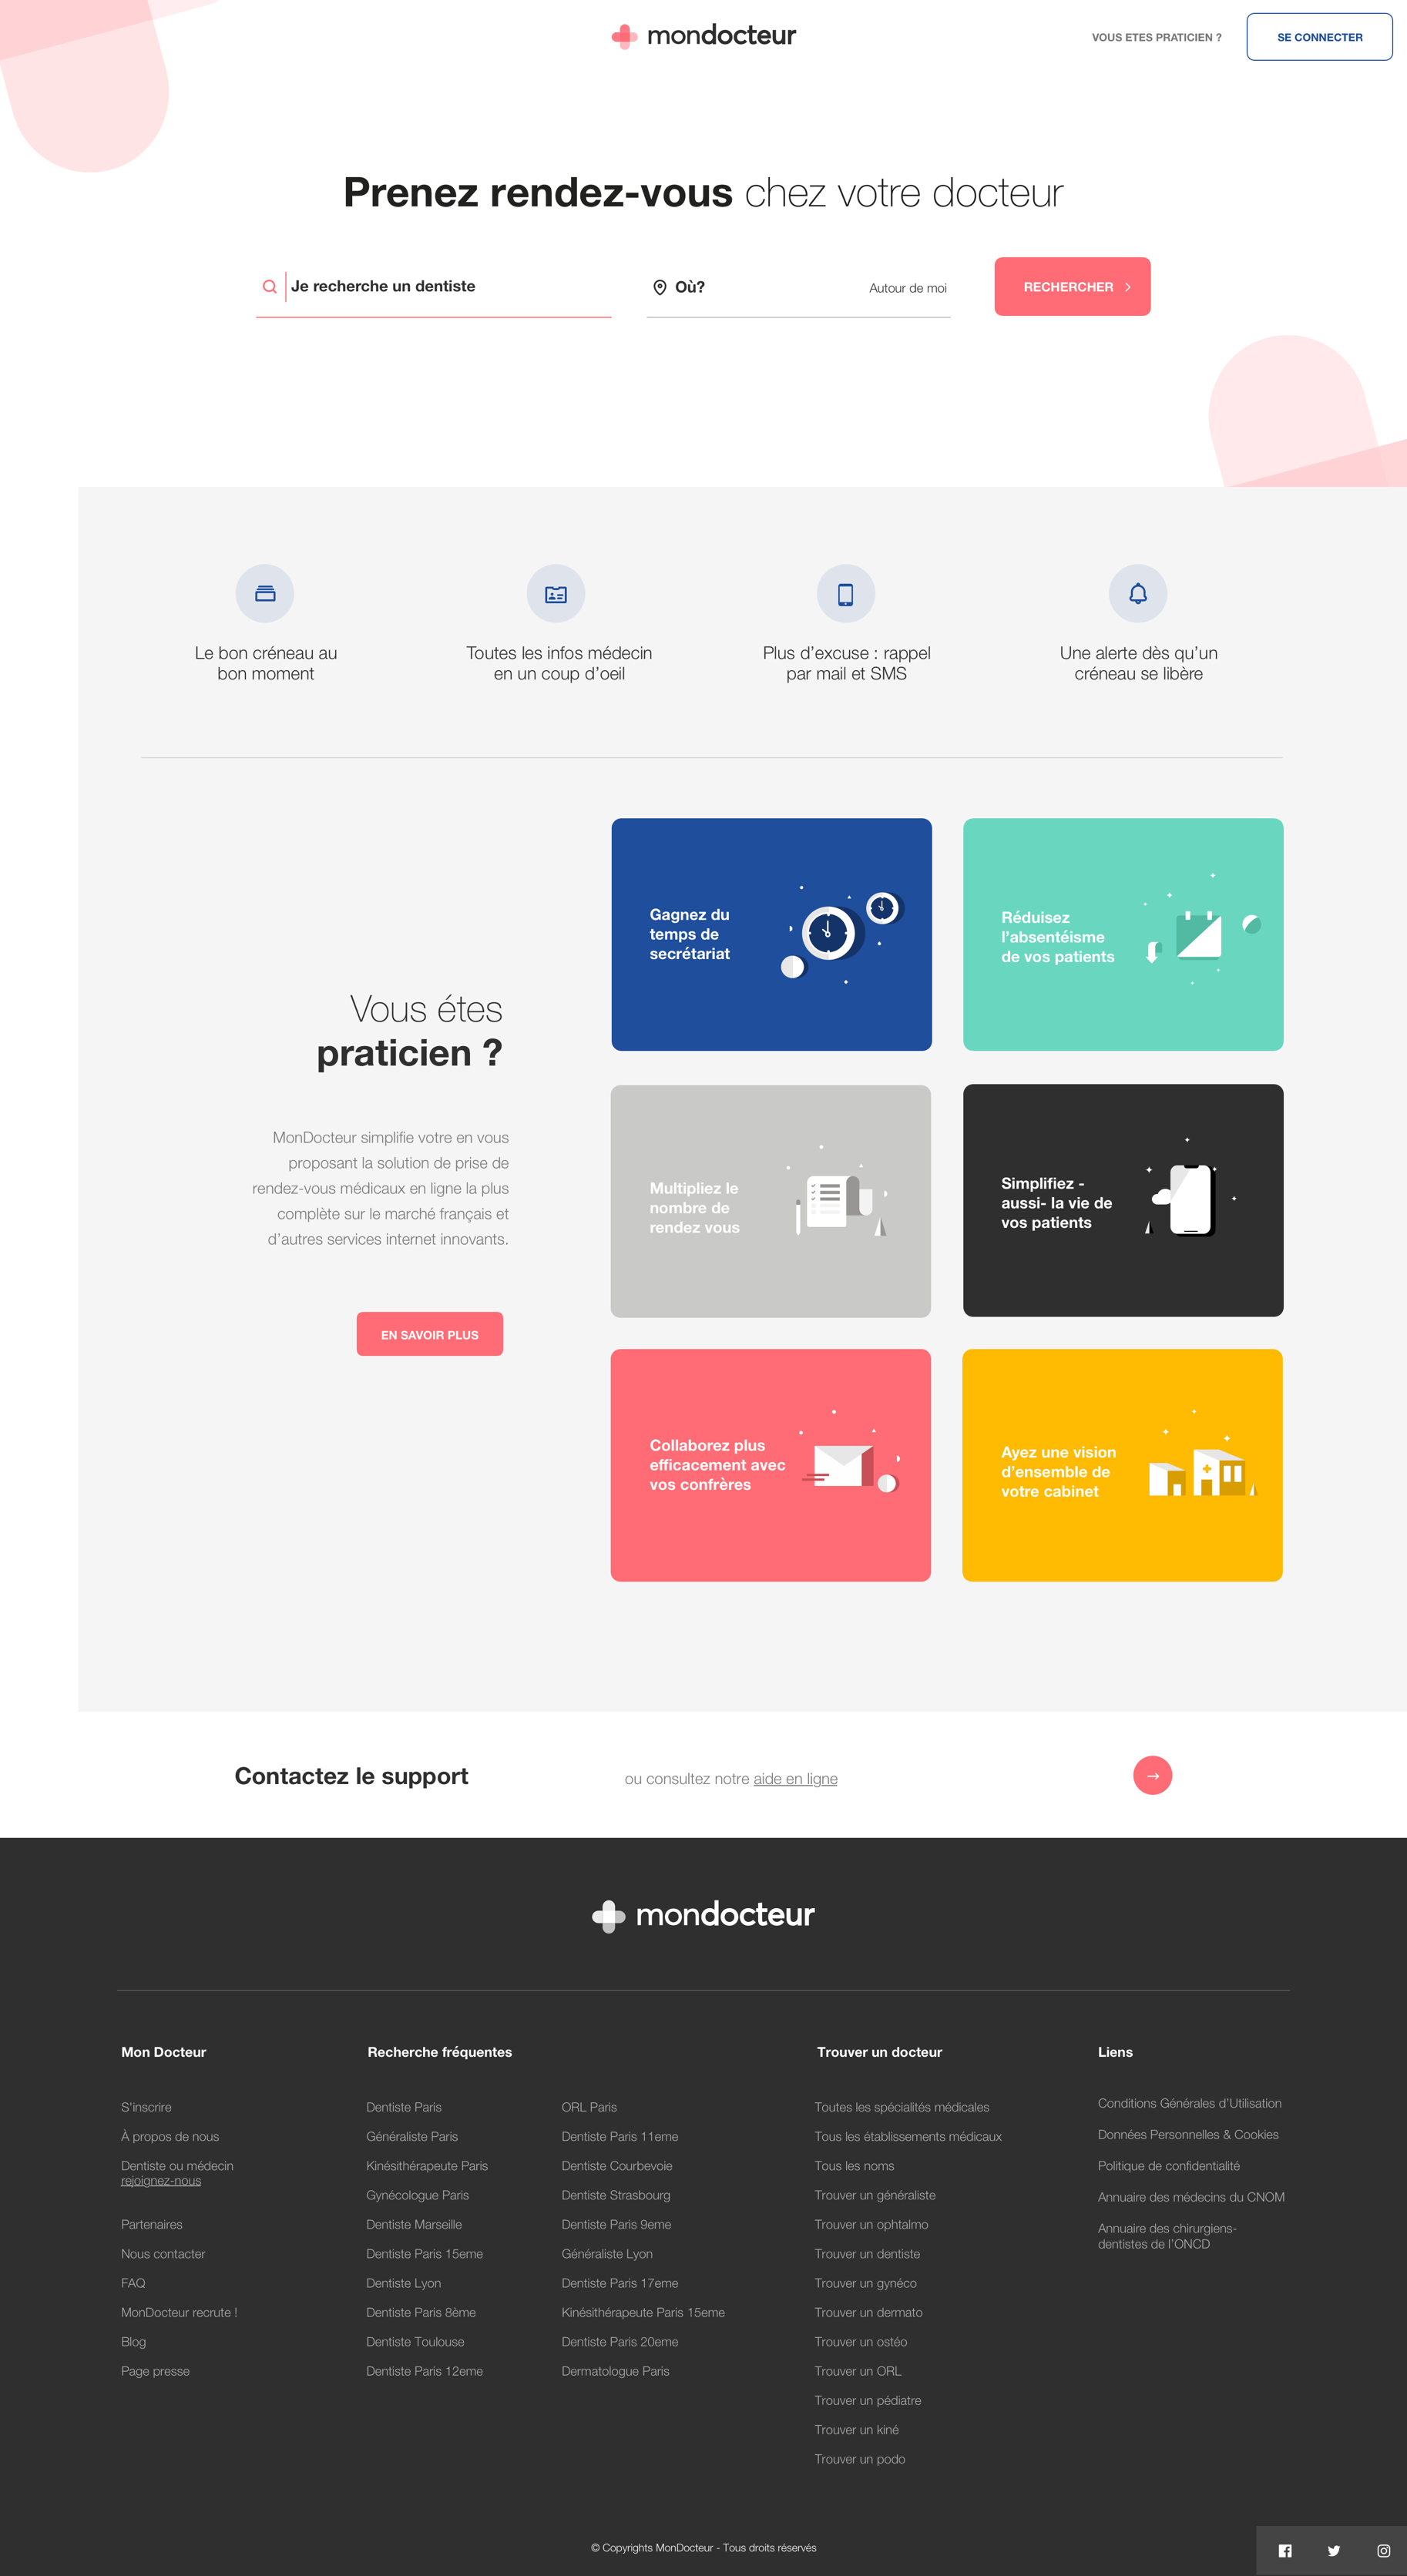 mondocteur
VOUS ETES PRATICIEN ?
SE CONNECTER
Prenez rendez-vous chez votre docteur
Je recherche un dentiste
Où?
Autour de moi
RECHERCHER
Le bon créneau au
bon moment
Toutes les infos médecin
en un coup d'oeil
Plus d'excuse : rappel
par mail et SMS
Une alerte dès qu'un
créneau se libère
Vous étes
praticien ?
MonDocteur simplifie votre en vous
proposant la solution de prise de
rendez-vous médicaux en ligne la plus
complète sur le marché français et
d'autres services internet innovants.
EN SAVOIR PLUS
Gagnez du
temps de
secrétariat
Réduisez
l'absentéisme
de vos patients
Multipliez le
nombre de
rendez vous
Simplifiez -
aussi- la vie de
vos patients
Collaborez plus
efficacement avec
vos confrères
Ayez une vision
d'ensemble de
votre cabinet
Contactez le support
ou consultez notre aide en ligne
mondocteur
Mon Docteur
S'inscrire
À propos de nous
Dentiste ou médecin
rejoignez-nous
Partenaires
Nous contacter
FAQ
MonDocteur recrute !
Blog
Page presse
Recherche fréquentes
Dentiste Paris
Généraliste Paris
Kinésithérapeute Paris
Gynécologue Paris
Dentiste Marseille
Dentiste Paris 15eme
Dentiste Lyon
Dentiste Paris 8ème
Dentiste Toulouse
Dentiste Paris 12eme
ORL Paris
Dentiste Paris 11eme
Dentiste Courbevoie
Dentiste Strasbourg
Dentiste Paris 9eme
Généraliste Lyon
Dentiste Paris 17eme
Kinésithérapeute Paris 15eme
Dentiste Paris 20eme
Dermatologue Paris
Trouver un docteur
Toutes les spécialités médicales
Tous les établissements médicaux
Tous les noms
Trouver un généraliste
Trouver un ophtalmo
Trouver un dentiste
Trouver un gynéco
Trouver un dermato
Trouver un ostéo
Trouver un ORL
Trouver un pédiatre
Trouver un kiné
Trouver un podo
Liens
Conditions Générales d'Utilisation
Données Personnelles & Cookies
Politique de confidentialité
Annuaire des médecins du CNOM
Annuaire des chirurgiens-
dentistes de l'ONCD
© Copyrights MonDocteur - Tous droits réservés